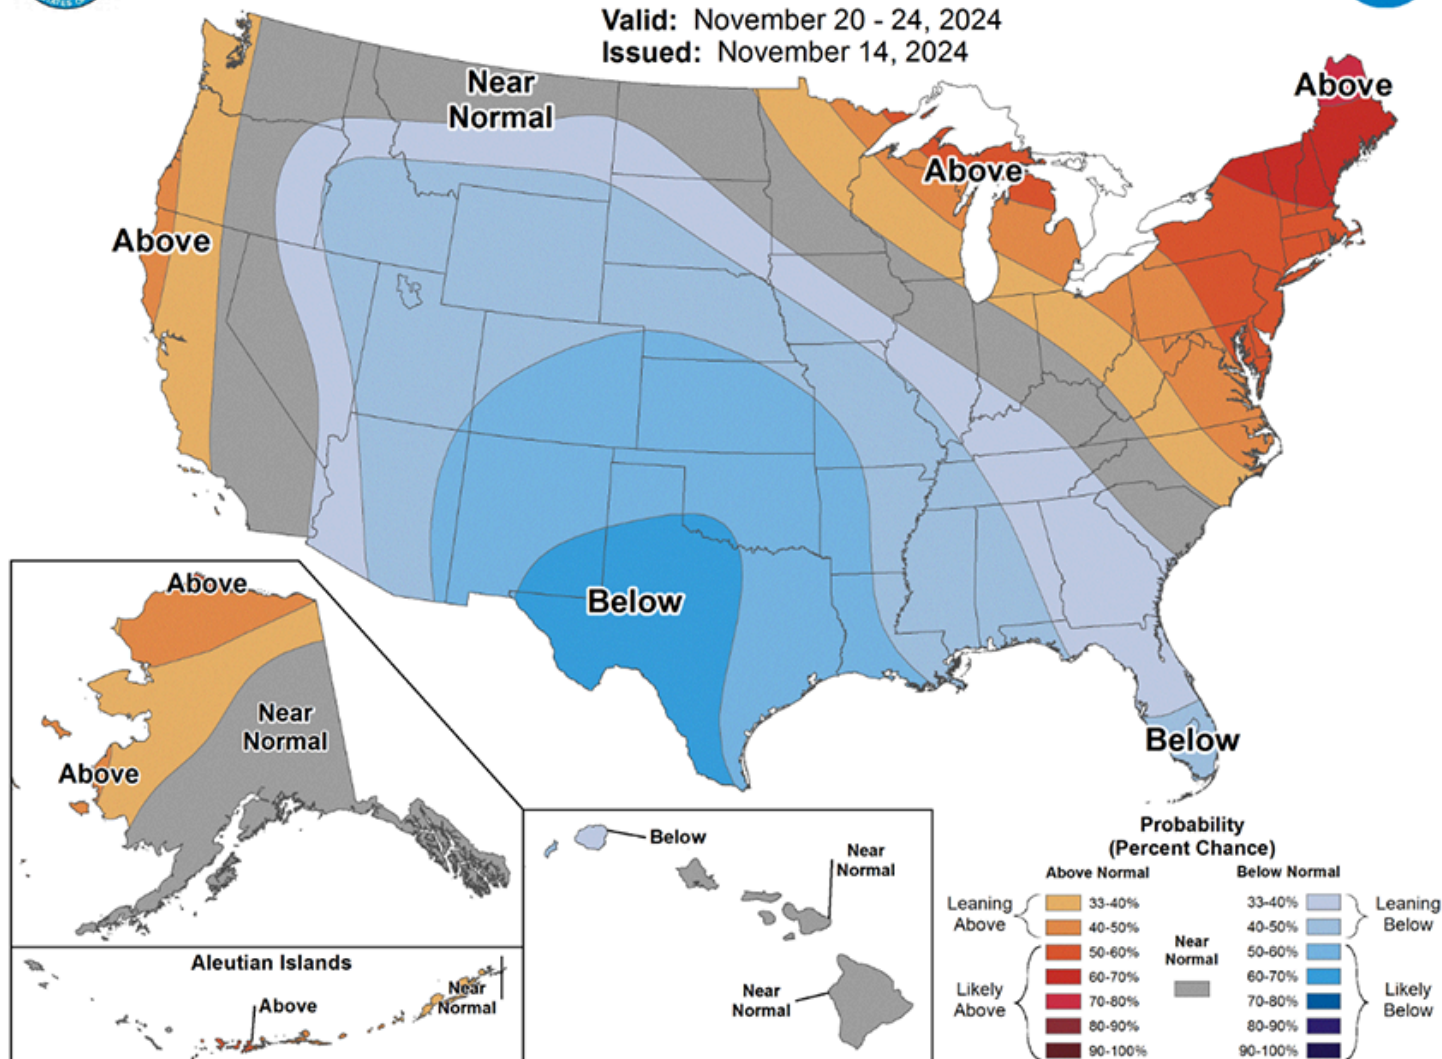 Valid: November 20 - 24, 2024
Issued: November 14, 2024
Near
Normal
Above
Above
Above
Below
Below
Above
Near
Normal
Above
Aleutian Islands
Above
Near
Normal
Below
Near
Normal
Near
Normal
Probability
(Percent Chance)
Above Normal
Below Normal
Leaning
Above
33-40%
40-50%
Likely
Above
50-60%
60-70%
70-80%
80-90%
90-100%
Near
Normal
33-40%
40-50%
Leaning
Below
50-60%
60-70%
70-80%
80-90%
90-100%
Likely
Below